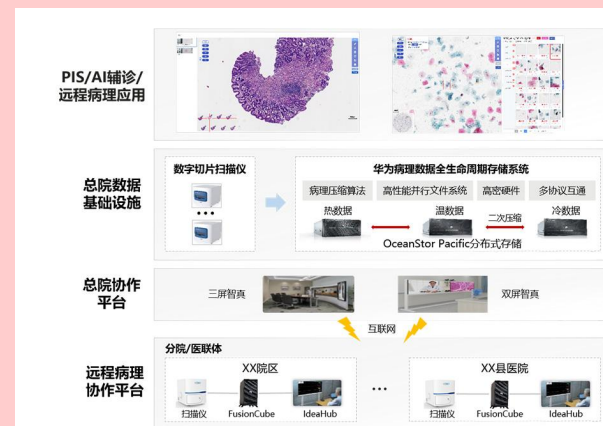 PIS/AI辅诊/
远程病理应用
总院数据
基础设施
数字切片扫描仪
华为病理数据全生命周期存储系统
病理压缩算法 高性能并行文件系统 高密硬件 多协议互通
热数据 温数据 二次压缩 冷数据
OceanStor Pacific分布式存储
总院协作
平台
三屏智真 双屏智真
互联网
分院/医联体
远程病理
协作平台
XX院区
扫描仪 FusionCube IdeaHub
...
XX县医院
扫描仪 FusionCube IdeaHub